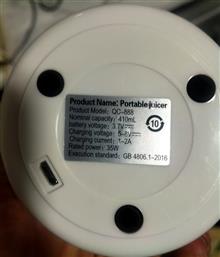 Product Name: Portable juicer
Product Model: QC-888
Nominal capacity: 410mL
battery voltage: 3.7V
Charging voltage: 5-
Charging current: 1-2A
Rated power: 35W
Execution standard: GB 4806.1-2016
10